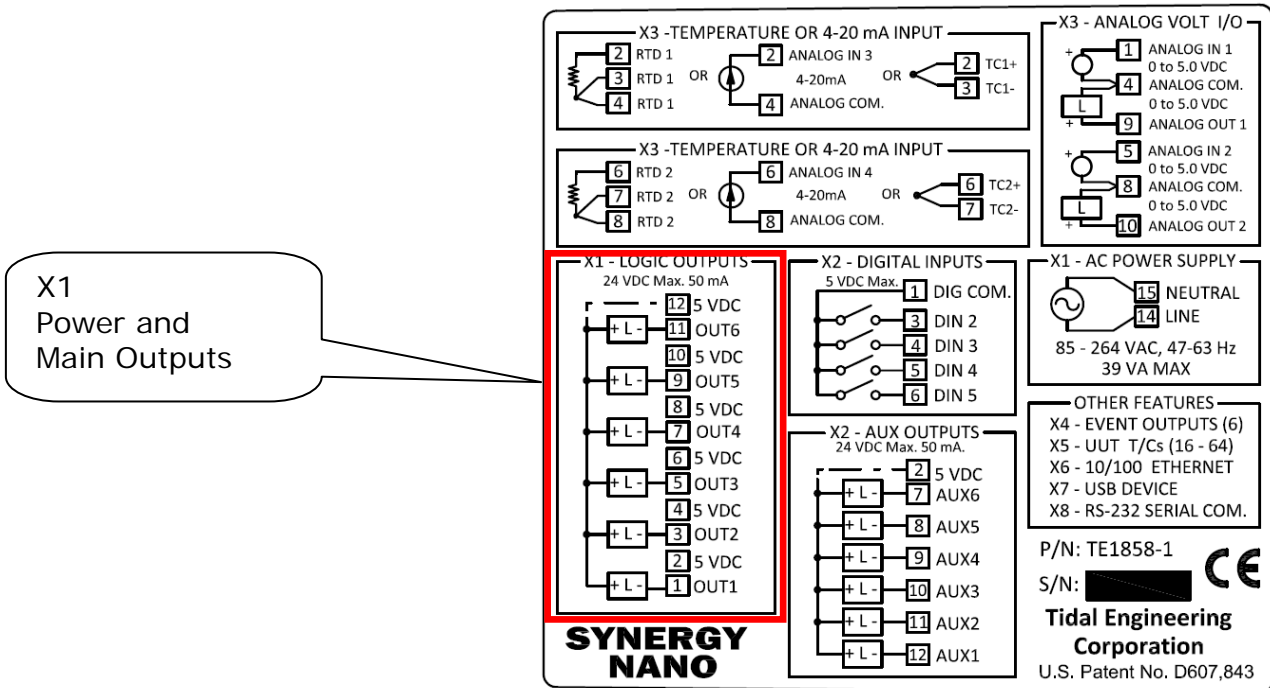 X1
Power and
Main Outputs
X3 -TEMPERATURE OR 4-20 mA INPUT
2 RTD 1
3 RTD 1
4 RTD 1
OR
2 ANALOG IN 3
4-20mA
4 ANALOG COM.
OR
2 TC1+
3 TC1-
X3 -TEMPERATURE OR 4-20 mA INPUT
6 RTD 2
7 RTD 2
8 RTD 2
OR
6 ANALOG IN 4
4-20mA
8 ANALOG COM.
OR
6 TC2+
7 TC2-
X3 - ANALOG VOLT I/O
+ 1 ANALOG IN 1
0 to 5.0 VDC
4 ANALOG COM.
L 0 to 5.0 VDC
+ 9 ANALOG OUT 1
+ 5 ANALOG IN 2
0 to 5.0 VDC
8 ANALOG COM.
L 0 to 5.0 VDC
+ 10 ANALOG OUT 2
X1 - LOGIC OUTPUTS
24 VDC Max. 50 mA
12 5 VDC
+ L - 11 OUT6
10 5 VDC
+ L - 9 OUT5
8 5 VDC
+ L - 7 OUT4
6 5 VDC
+ L - 5 OUT3
4 5 VDC
+ L - 3 OUT2
2 5 VDC
+ L - 1 OUT1
X2 - DIGITAL INPUTS
5 VDC Max.
1 DIG COM.
3 DIN 2
4 DIN 3
5 DIN 4
6 DIN 5
X2 - AUX OUTPUTS
24 VDC Max. 50 mA.
2 5 VDC
+ L - 7 AUX6
+ L - 8 AUX5
+ L - 9 AUX4
+ L - 10 AUX3
+ L - 11 AUX2
+ L - 12 AUX1
X1 - AC POWER SUPPLY
15 NEUTRAL
14 LINE
85 - 264 VAC, 47-63 Hz
39 VA MAX
OTHER FEATURES
X4 - EVENT OUTPUTS (6)
X5 - UUT T/Cs (16 - 64)
X6 - 10/100 ETHERNET
X7 - USB DEVICE
X8 - RS-232 SERIAL COM.
P/N: TE1858-1
CE
S/N:
Tidal Engineering
Corporation
U.S. Patent No. D607,843
SYNERGY
NANO